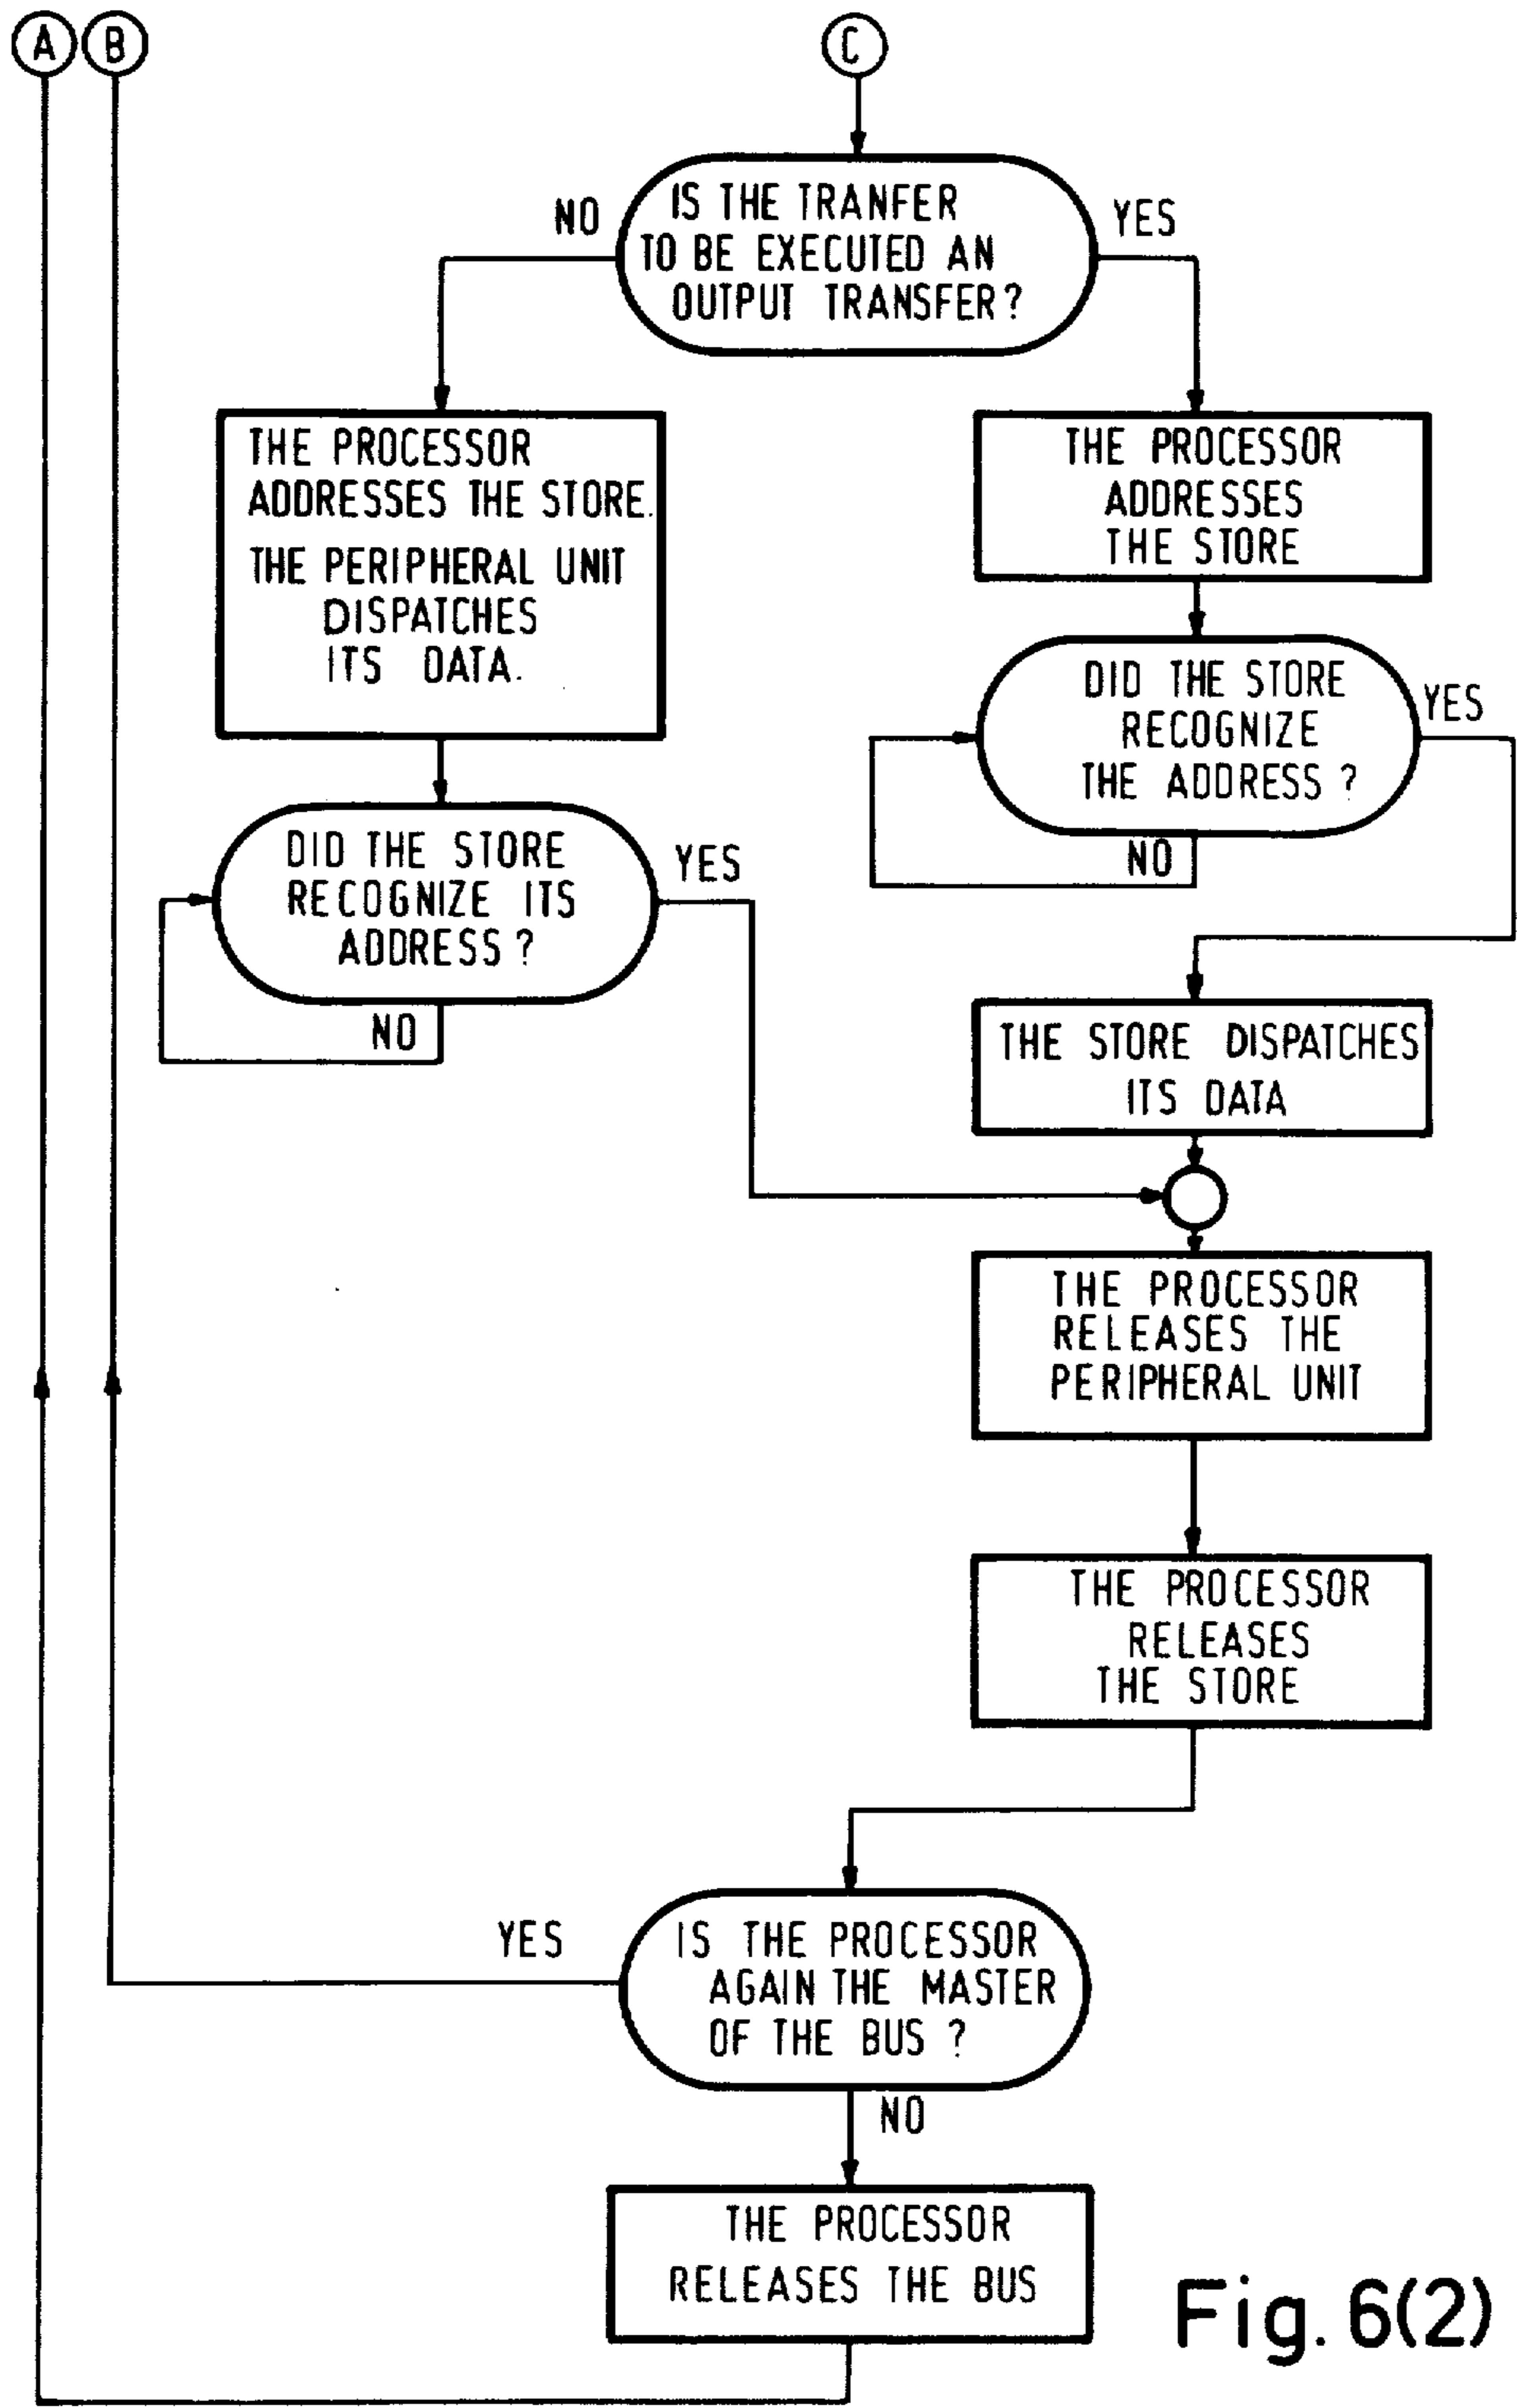 A
B
C
NO
IS THE TRANFER
TO BE EXECUTED AN
OUTPUT TRANSFER?
YES
THE PROCESSOR
ADDRESSES THE STORE.
THE PERIPHERAL UNIT
DISPATCHES
ITS DATA.
THE PROCESSOR
ADDRESSES
THE STORE
DID THE STORE
RECOGNIZE
THE ADDRESS?
YES
NO
DID THE STORE
RECOGNIZE ITS
ADDRESS?
YES
NO
THE STORE DISPATCHES
ITS DATA
THE PROCESSOR
RELEASES THE
PERIPHERAL UNIT
THE PROCESSOR
RELEASES
THE STORE
YES
IS THE PROCESSOR
AGAIN THE MASTER
OF THE BUS?
NO
THE PROCESSOR
RELEASES THE BUS
Fig. 6(2)